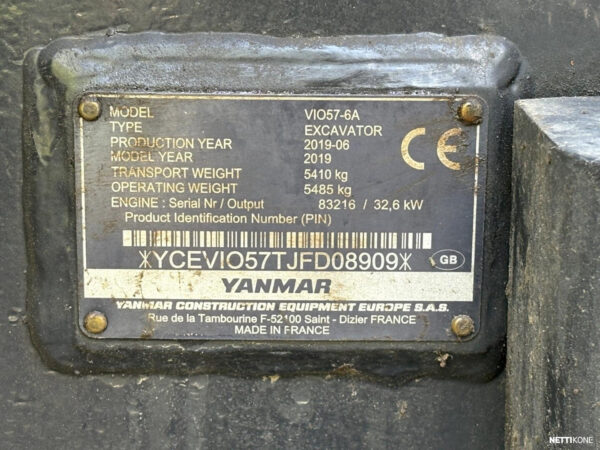 MODEL VIO57-6A
TYPE EXCAVATOR
PRODUCTION YEAR 2019-06
MODEL YEAR 2019
TRANSPORT WEIGHT 5410 kg
OPERATING WEIGHT 5485 kg
ENGINE : Serial Nr / Output 83216 / 32,6 kW
Product Identification Number (PIN)
CE
*YCEVIO57TJFD08909*
GB
YANMAR
YANMAR CONSTRUCTION EQUIPMENT EUROPE S.A.S.
Rue de la Tambourine F-52100 Saint - Dizier FRANCE
MADE IN FRANCE
NETTIKONE